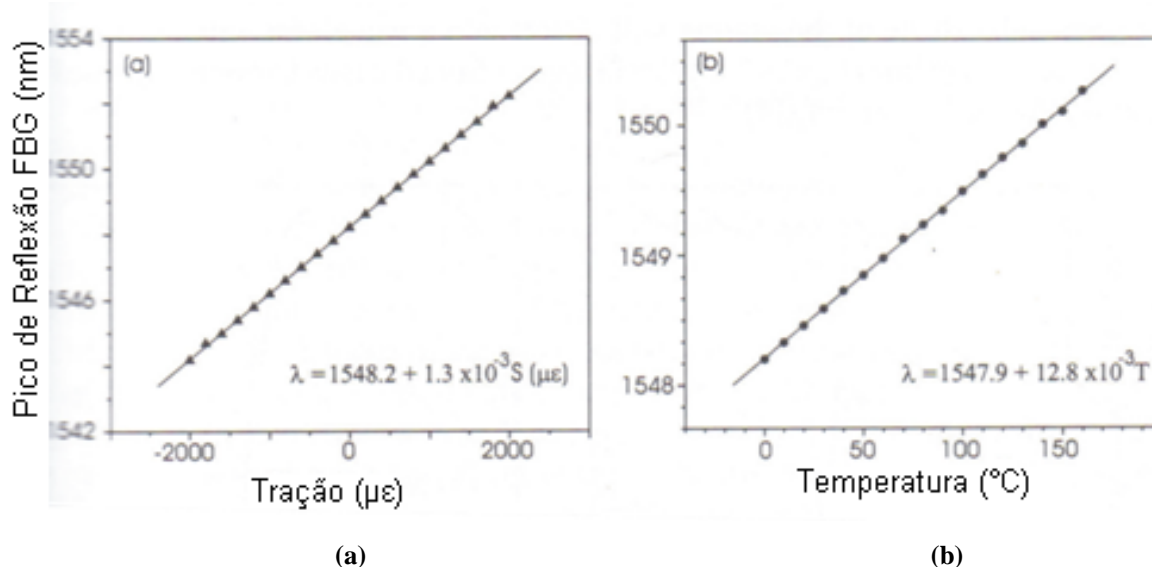 Pico de Reflexão FBG (nm)
1554
1550
1546
1542
(a)
λ =1548.2 + 1.3 x10⁻³S (με)
-2000
0
2000
Tração (µε)
(b)
1550
1549
1548
λ =1547.9 + 12.8 x10⁻³T
0
50
100
150
Temperatura (°C)
(a)
(b)